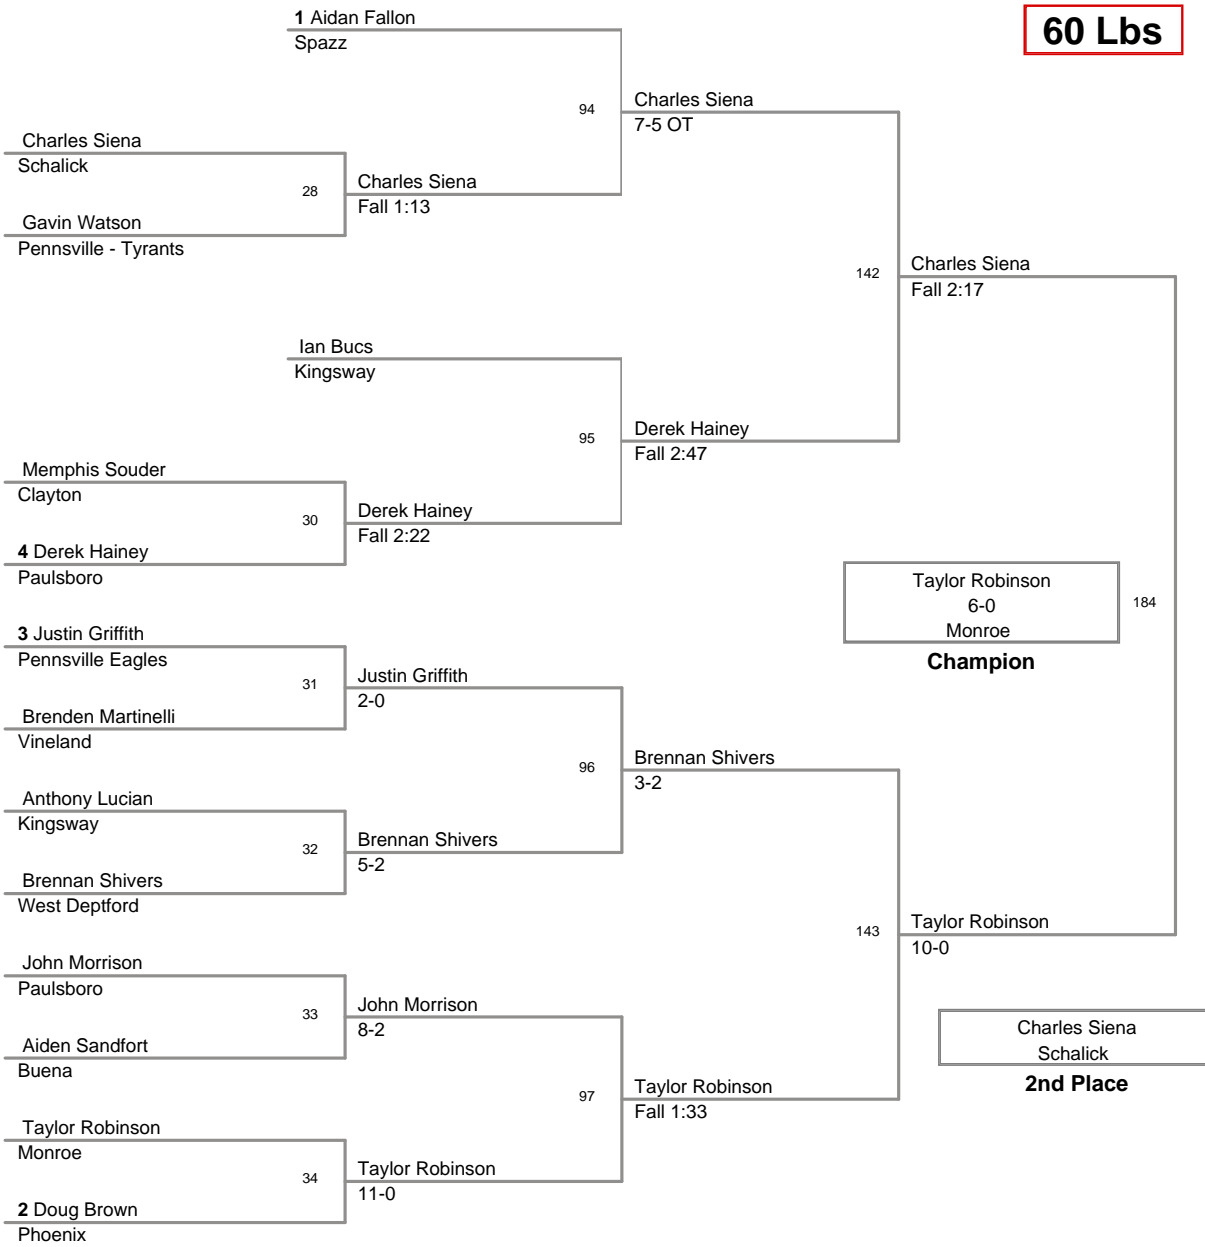 1 Aidan Fallon
Spazz
60 Lbs
94
Charles Siena
7-5 OT
Charles Siena
Schalick
28
Charles Siena
Fall 1:13
Gavin Watson
Pennsville - Tyrants
142
Charles Siena
Fall 2:17
Ian Bucs
Kingsway
95
Derek Hainey
Fall 2:47
Memphis Souder
Clayton
30
Derek Hainey
Fall 2:22
4 Derek Hainey
Paulsboro
Taylor Robinson
6-0
Monroe
184
Champion
3 Justin Griffith
Pennsville Eagles
31
Justin Griffith
2-0
Brenden Martinelli
Vineland
96
Brennan Shivers
3-2
Anthony Lucian
Kingsway
32
Brennan Shivers
5-2
Brennan Shivers
West Deptford
143
Taylor Robinson
10-0
John Morrison
Paulsboro
33
John Morrison
8-2
Aiden Sandfort
Buena
Charles Siena
Schalick
2nd Place
97
Taylor Robinson
Fall 1:33
Taylor Robinson
Monroe
34
Taylor Robinson
11-0
2 Doug Brown
Phoenix